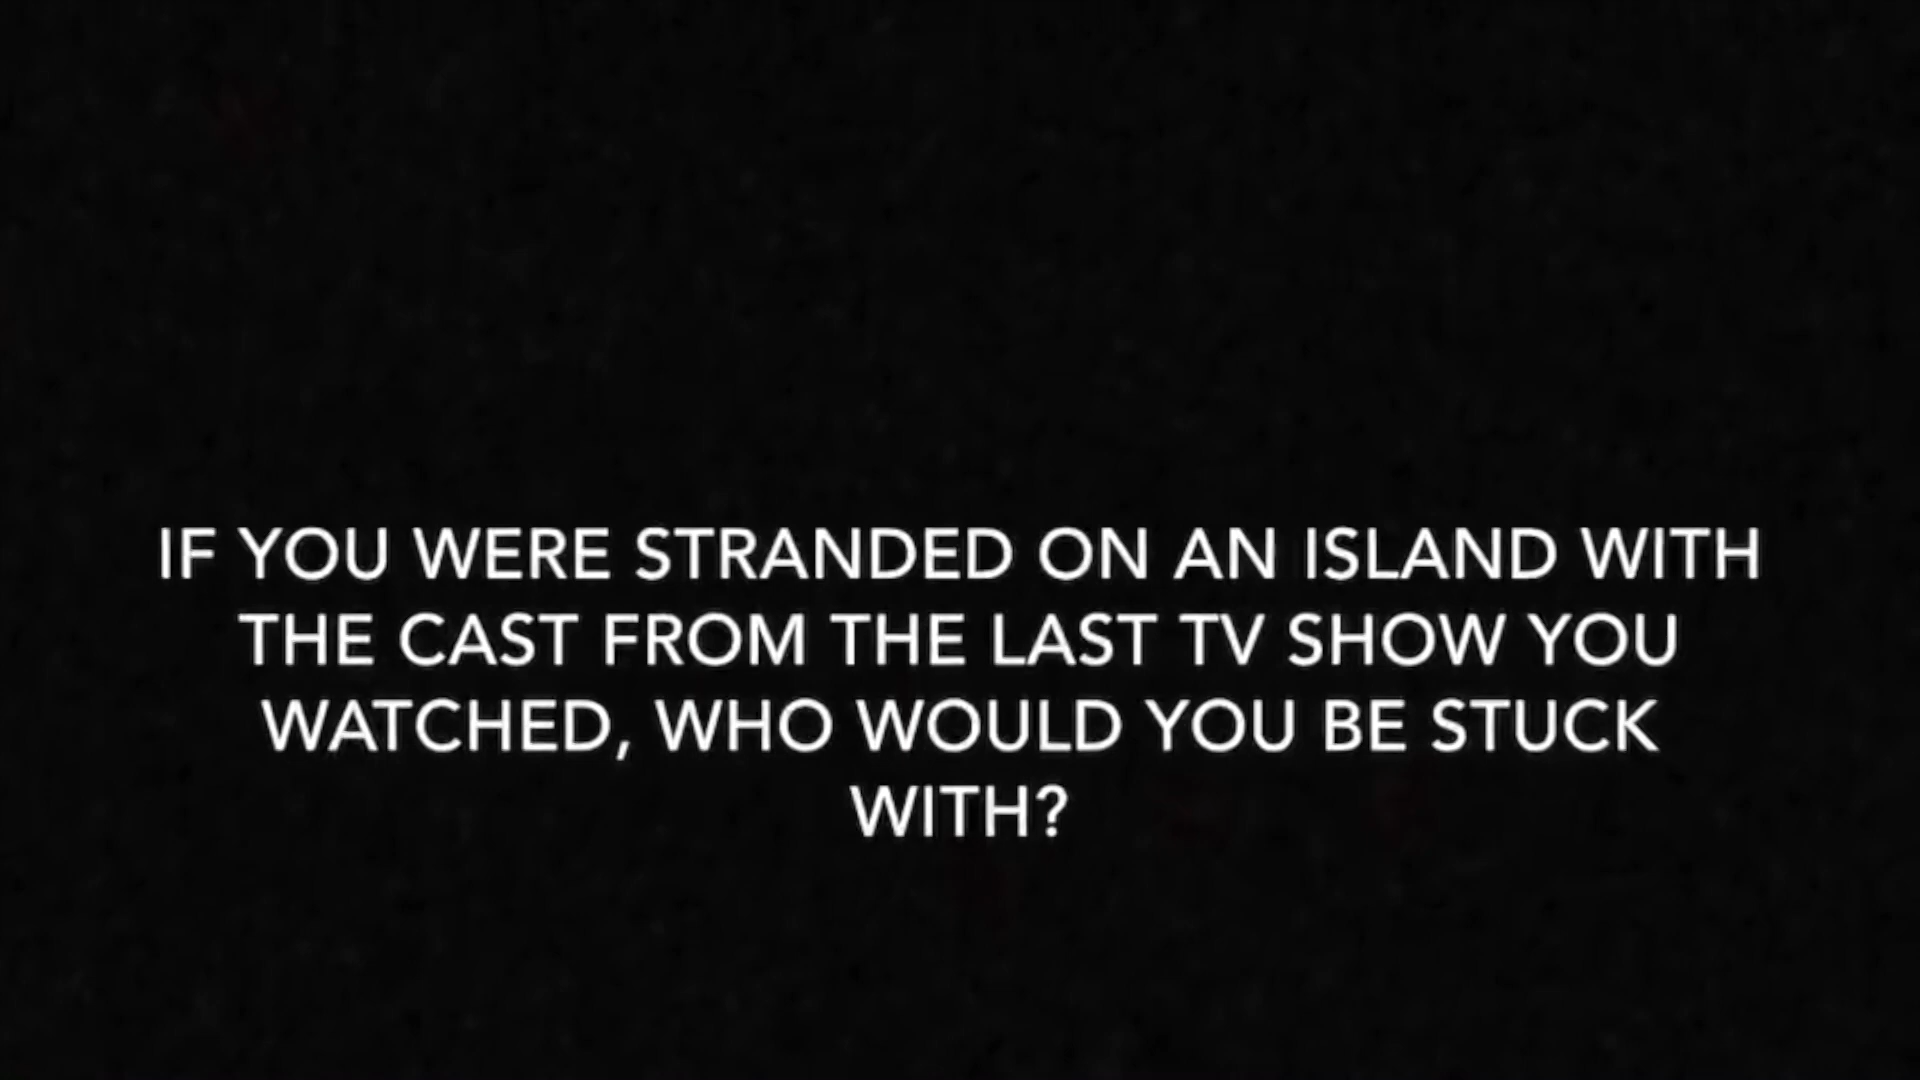 IF YOU WERE STRANDED ON AN ISLAND WITH
THE CAST FROM THE LAST TV SHOW YOU
WATCHED, WHO WOULD YOU BE STUCK
WITH?